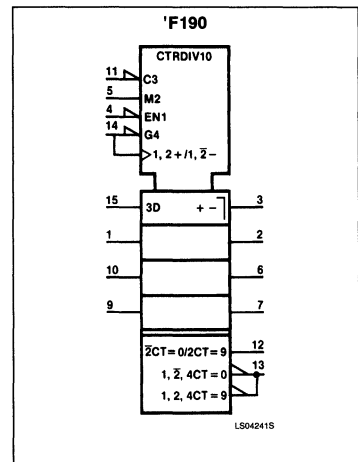 'F190
CTRDIV10
11 C3
5 M2
4 EN1
14 G4
1, 2 + /1, 2̅ −
15 3D + − ⌉ 3
1 2
10 6
9 7
2̅CT = 0/2CT = 9 12
1, 2̅, 4CT = 0 13
1, 2, 4CT = 9
LS04241S